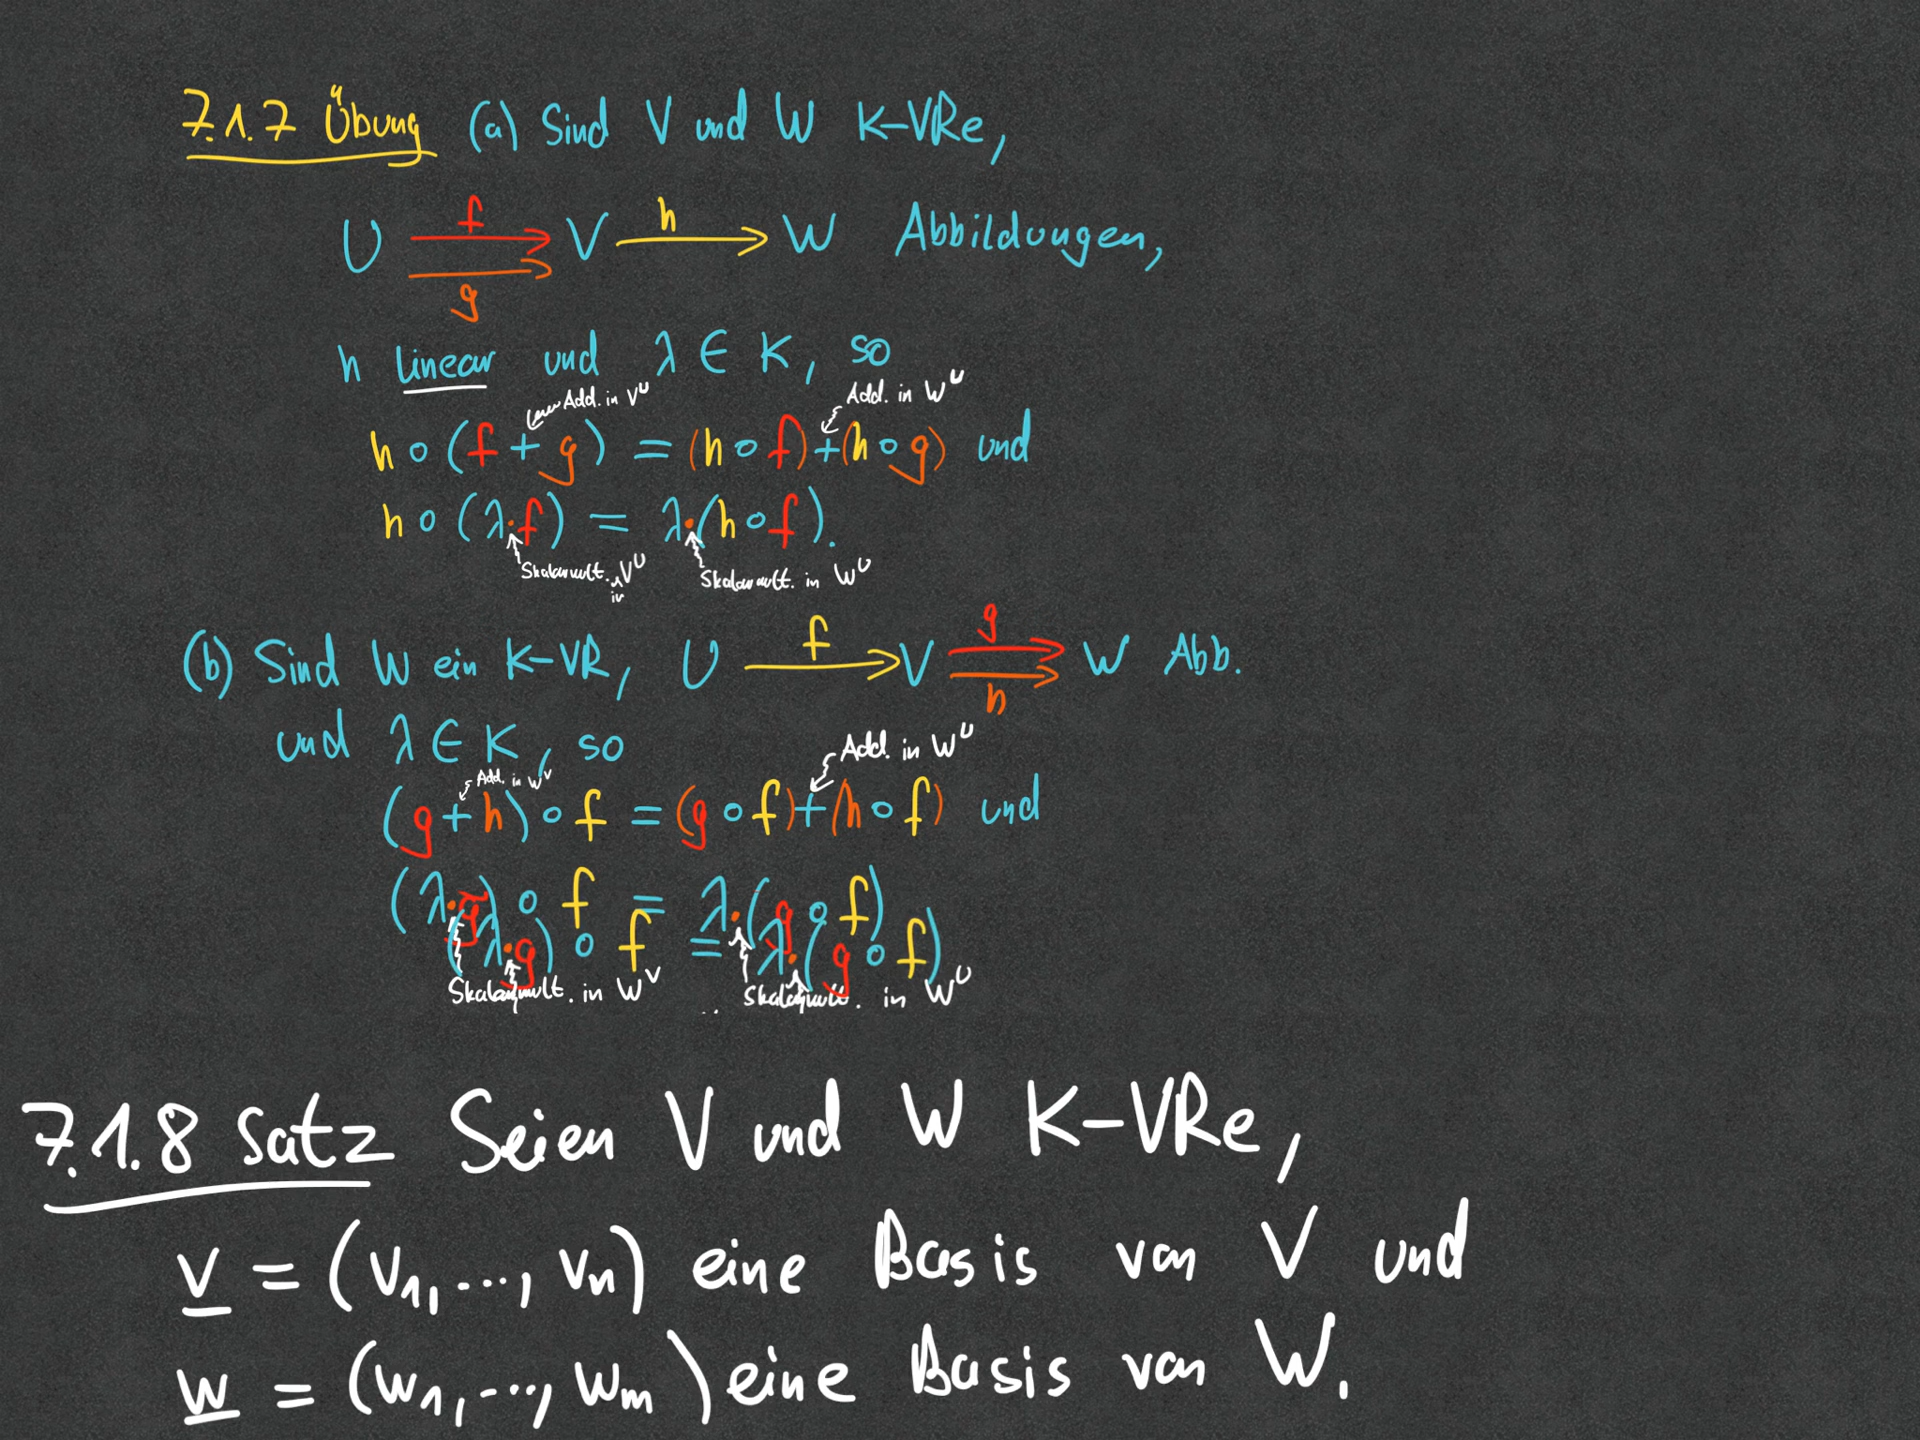 7.1.7 Übung (a) Sind V und W K-VRe,
f h
U → V → W Abbildungen,
g
h linear und λ ∈ K, so
Add. in V^U Add. in W^U
h ∘ (f + g) = (h ∘ f) + (h ∘ g) und
h ∘ (λ·f) = λ·(h ∘ f).
Skalarmult. in V^U Skalarmult. in W^U
f g
(b) Sind W ein K-VR, U → V ⇉ W Abb.
h
und λ ∈ K, so
Add. in W^V Add. in W^U
(g + h) ∘ f = (g ∘ f) + (h ∘ f) und
(λ·g) ∘ f = λ·(g ∘ f)
(λ·g) ∘ f = λ·(g ∘ f)
Skalarmult. in W^V Skalarmult. in W^U
7.1.8 Satz Seien V und W K-VRe,
v = (v₁, ..., vₙ) eine Basis von V und
w = (w₁, ..., wₘ) eine Basis von W.